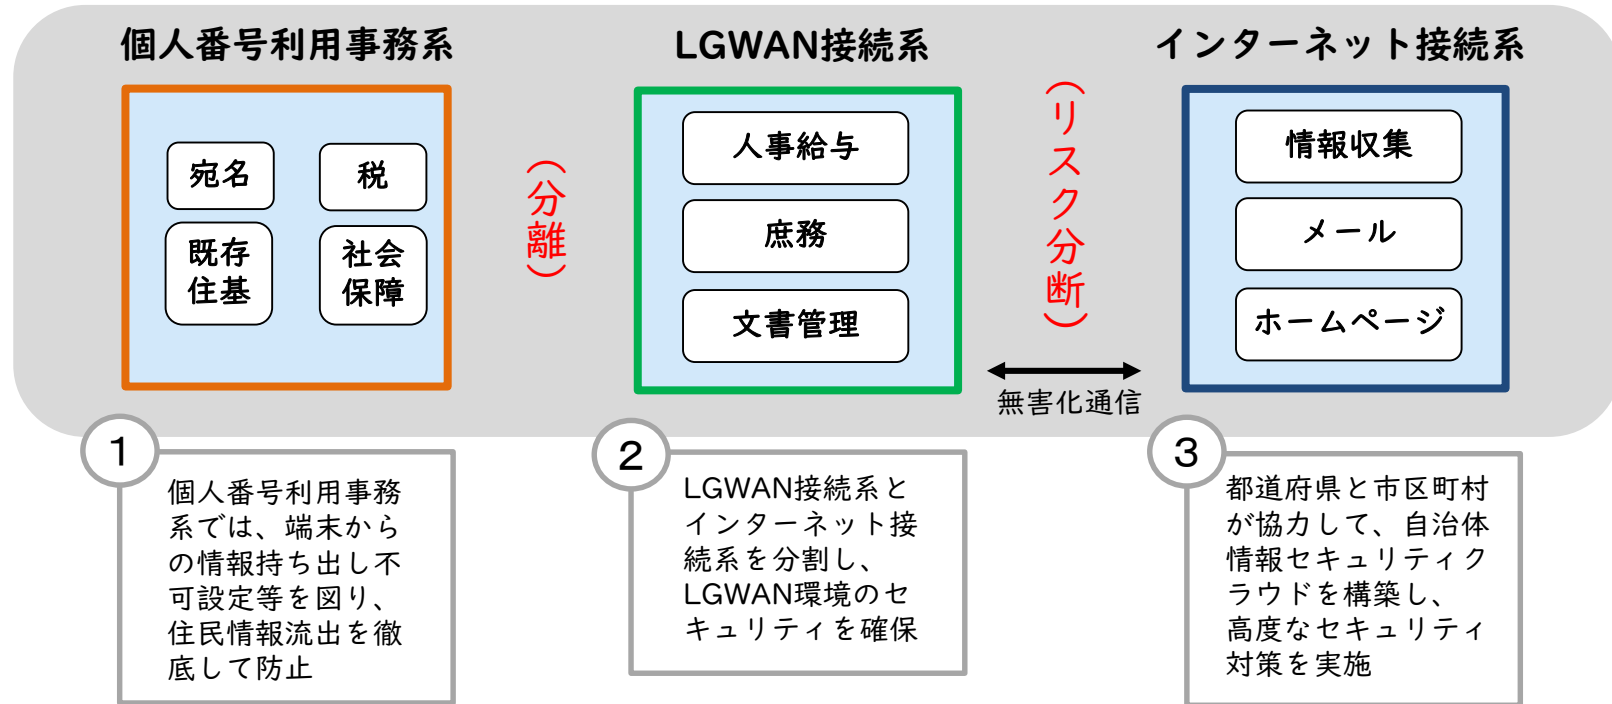 個人番号利用事務系
宛名
税
既存
住基
社会
保障
（分離）
LGWAN接続系
人事給与
庶務
文書管理
（リスク分断）
無害化通信
インターネット接続系
情報収集
メール
ホームページ
1
個人番号利用事務
系では、端末から
の情報持ち出し不
可設定等を図り、
住民情報流出を徹
底して防止
2
LGWAN接続系と
インターネット接
続系を分割し、
LGWAN環境のセ
キュリティを確保
3
都道府県と市区町村
が協力して、自治体
情報セキュリティク
ラウドを構築し、
高度なセキュリティ
対策を実施